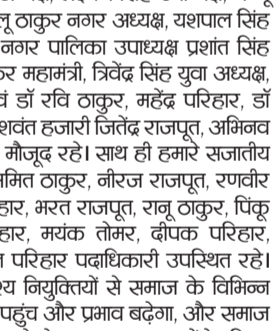 लू ठाकुर नगर अध्यक्ष, यशपाल सिंह
नगर पालिका उपाध्यक्ष प्रशांत सिंह
र महामंत्री, त्रिवेंद्र सिंह युवा अध्यक्ष,
वं डॉ रवि ठाकुर, महेंद्र परिहार, डॉ
शवंत हजारी जितेंद्र राजपूत, अभिनव
मौजूद रहे। साथ ही हमारे सजातीय
मित ठाकुर, नीरज राजपूत, रणवीर
हार, भरत राजपूत, रानू ठाकुर, पिंकू
हार, मयंक तोमर, दीपक परिहार,
परिहार पदाधिकारी उपस्थित रहे।
श्य नियुक्तियों से समाज के विभिन्न
पहुंच और प्रभाव बढ़ेगा, और समाज